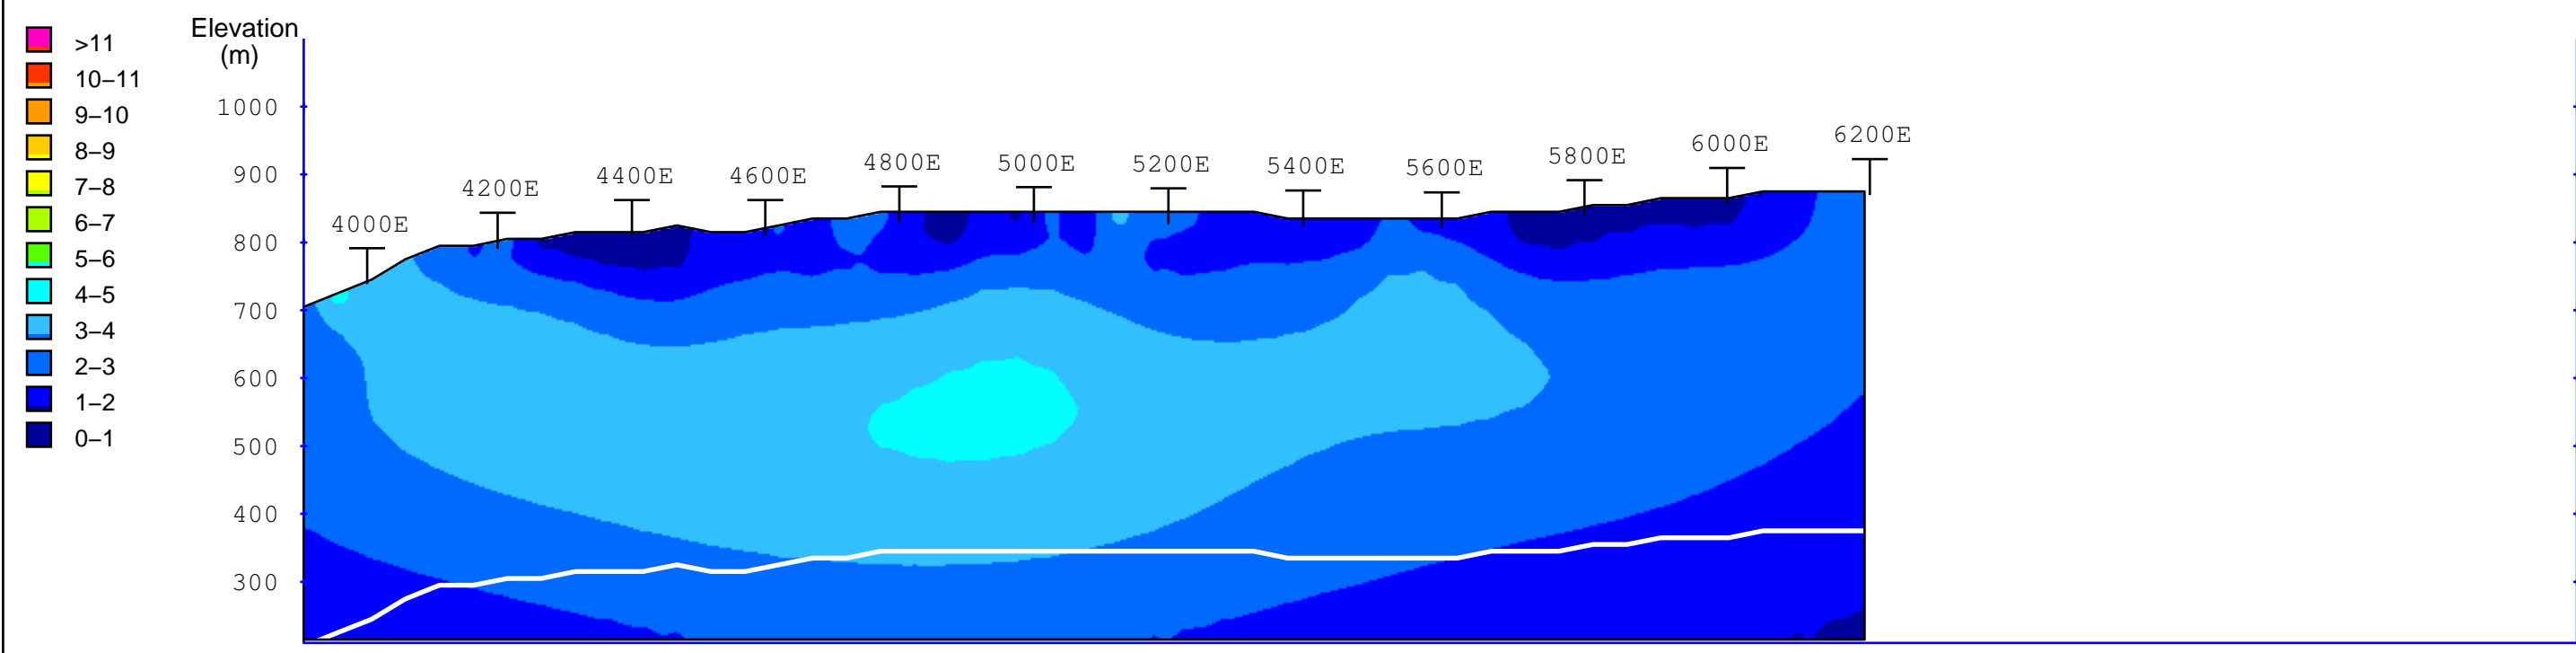 Elevation
(m)
>11
10–11
9–10
8–9
7–8
6–7
5–6
4–5
3–4
2–3
1–2
0–1
1000
900
800
700
600
500
400
300
4000E
4200E
4400E
4600E
4800E
5000E
5200E
5400E
5600E
5800E
6000E
6200E